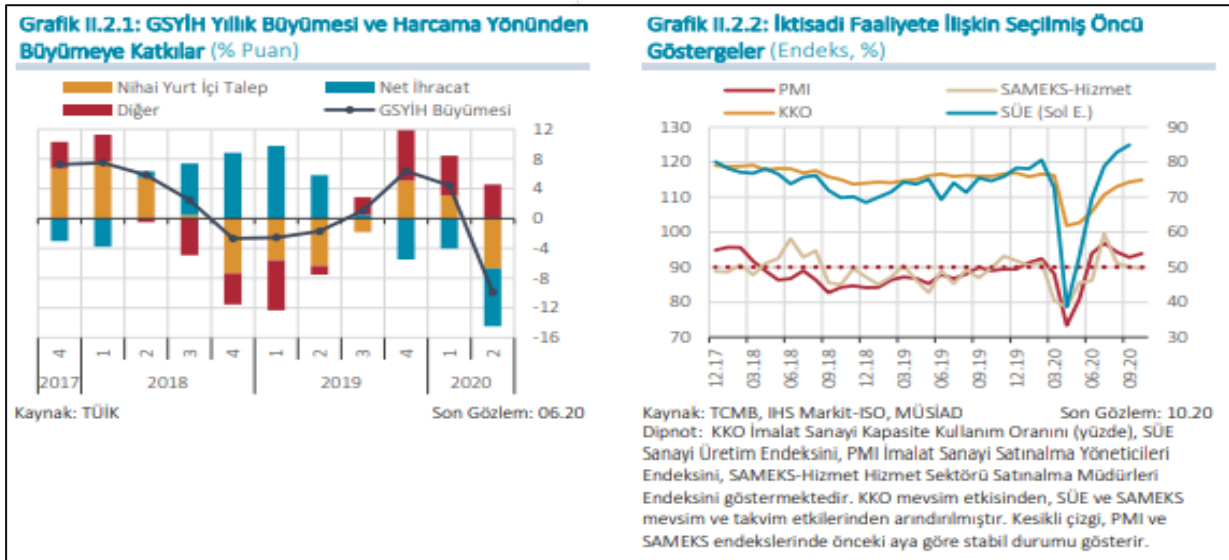 Grafik II.2.1: GSYİH Yıllık Büyümesi ve Harcama Yönünden
Büyümeye Katkılar (% Puan)
Nihai Yurt İçi Talep
Net İhracat
Diğer
GSYİH Büyümesi
12
8
4
0
-4
-8
-12
-16
4 1 2 3 4 1 2 3 4 1 2
2017 2018 2019 2020
Kaynak: TÜİK Son Gözlem: 06.20
Grafik II.2.2: İktisadi Faaliyete İlişkin Seçilmiş Öncü
Göstergeler (Endeks, %)
PMI
SAMEKS-Hizmet
KKO
SÜE (Sol E.)
130 90
120 80
110 70
100 60
90 50
80 40
70 30
12.17 03.18 06.18 09.18 12.18 03.19 06.19 09.19 12.19 03.20 06.20 09.20
Kaynak: TCMB, IHS Markit-ISO, MÜSİAD Son Gözlem: 10.20
Dipnot: KKO İmalat Sanayi Kapasite Kullanım Oranını (yüzde), SÜE
Sanayi Üretim Endeksini, PMI İmalat Sanayi Satınalma Yöneticileri
Endeksini, SAMEKS-Hizmet Hizmet Sektörü Satınalma Müdürleri
Endeksini göstermektedir. KKO mevsim etkisinden, SÜE ve SAMEKS
mevsim ve takvim etkilerinden arındırılmıştır. Kesikli çizgi, PMI ve
SAMEKS endekslerinde önceki aya göre stabil durumu gösterir.